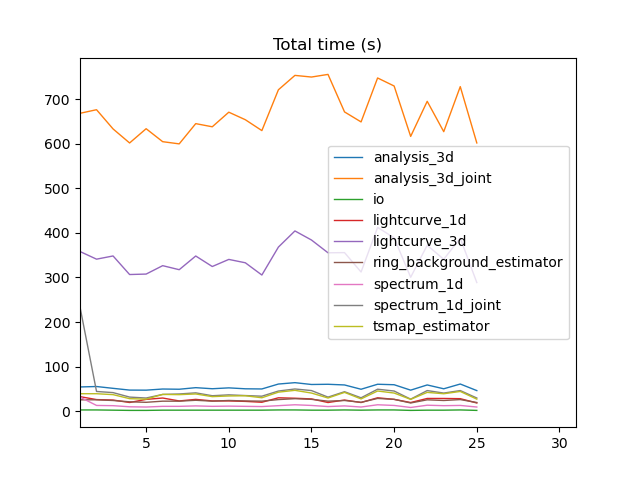 Total time (s)
700
600
500
400
300
200
100
0
5
10
15
20
25
30
analysis_3d
analysis_3d_joint
io
lightcurve_1d
lightcurve_3d
ring_background_estimator
spectrum_1d
spectrum_1d_joint
tsmap_estimator